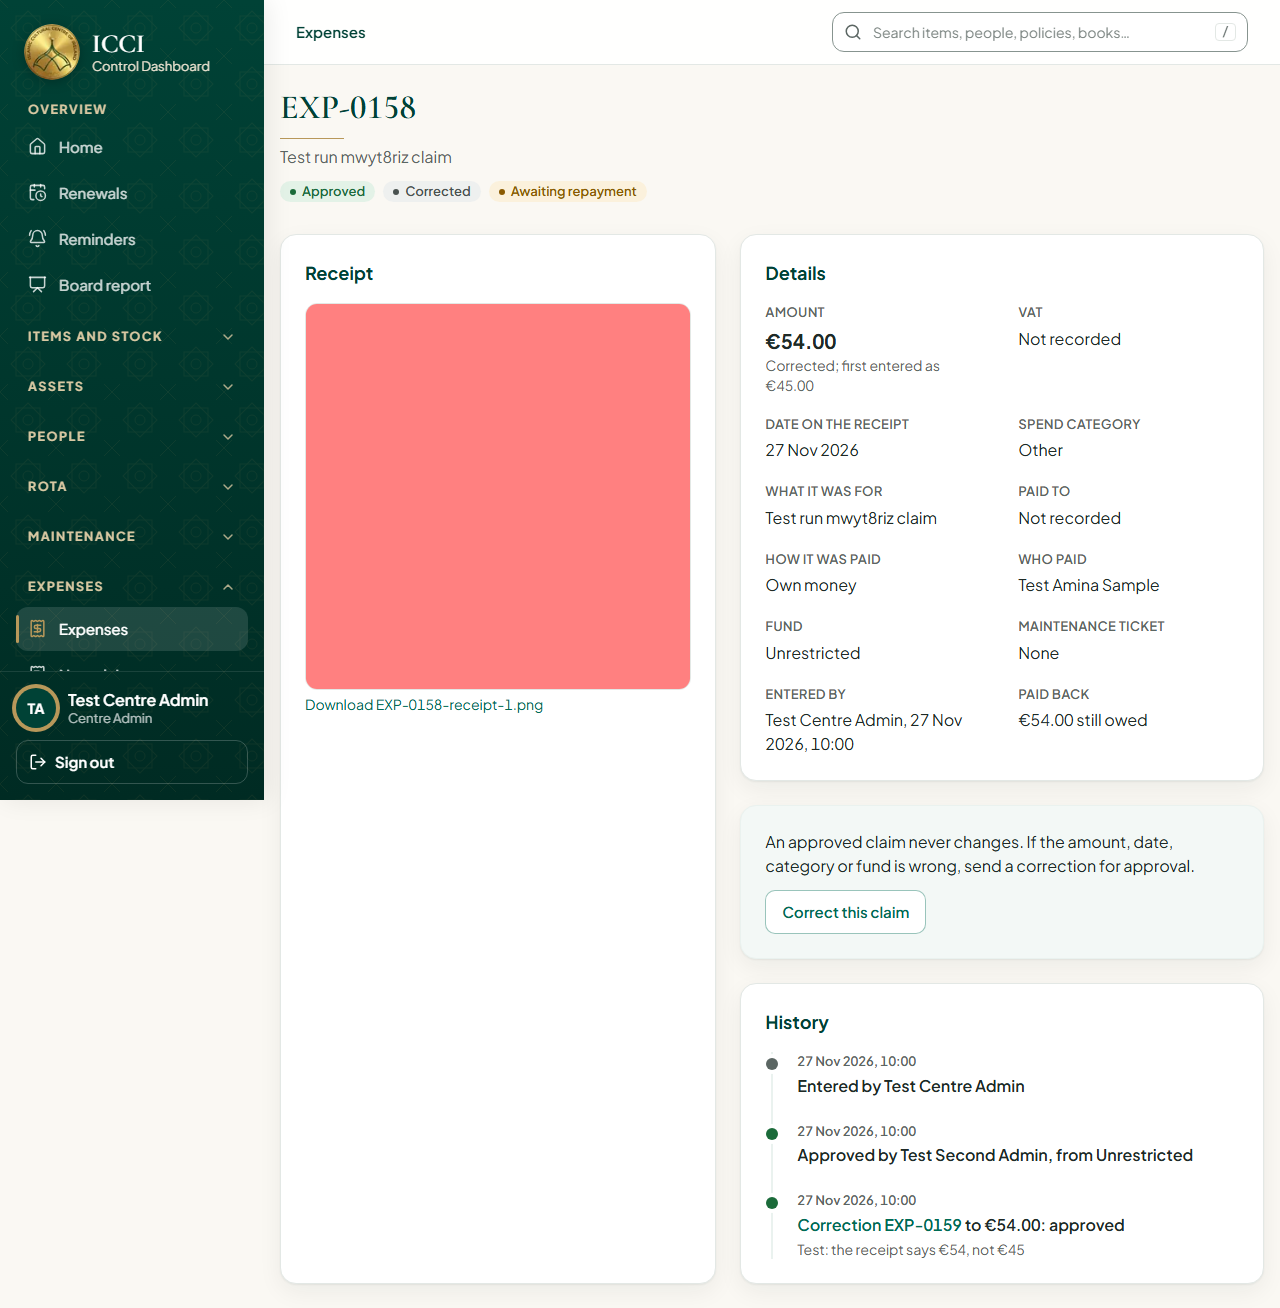 ICCI
Control Dashboard
OVERVIEW
Home
Renewals
Reminders
Board report
ITEMS AND STOCK
ASSETS
PEOPLE
ROTA
MAINTENANCE
EXPENSES
Expenses
TA
Test Centre Admin
Centre Admin
Sign out
Expenses
Search items, people, policies, books...
/
EXP-0158
Test run mwyt8riz claim
Approved
Corrected
Awaiting repayment
Receipt
Download EXP-0158-receipt-1.png
Details
AMOUNT
€54.00
Corrected; first entered as
€45.00
VAT
Not recorded
DATE ON THE RECEIPT
27 Nov 2026
SPEND CATEGORY
Other
WHAT IT WAS FOR
Test run mwyt8riz claim
PAID TO
Not recorded
HOW IT WAS PAID
Own money
WHO PAID
Test Amina Sample
FUND
Unrestricted
MAINTENANCE TICKET
None
ENTERED BY
Test Centre Admin, 27 Nov
2026, 10:00
PAID BACK
€54.00 still owed
An approved claim never changes. If the amount, date,
category or fund is wrong, send a correction for approval.
Correct this claim
History
27 Nov 2026, 10:00
Entered by Test Centre Admin
27 Nov 2026, 10:00
Approved by Test Second Admin, from Unrestricted
27 Nov 2026, 10:00
Correction EXP-0159 to €54.00: approved
Test: the receipt says €54, not €45